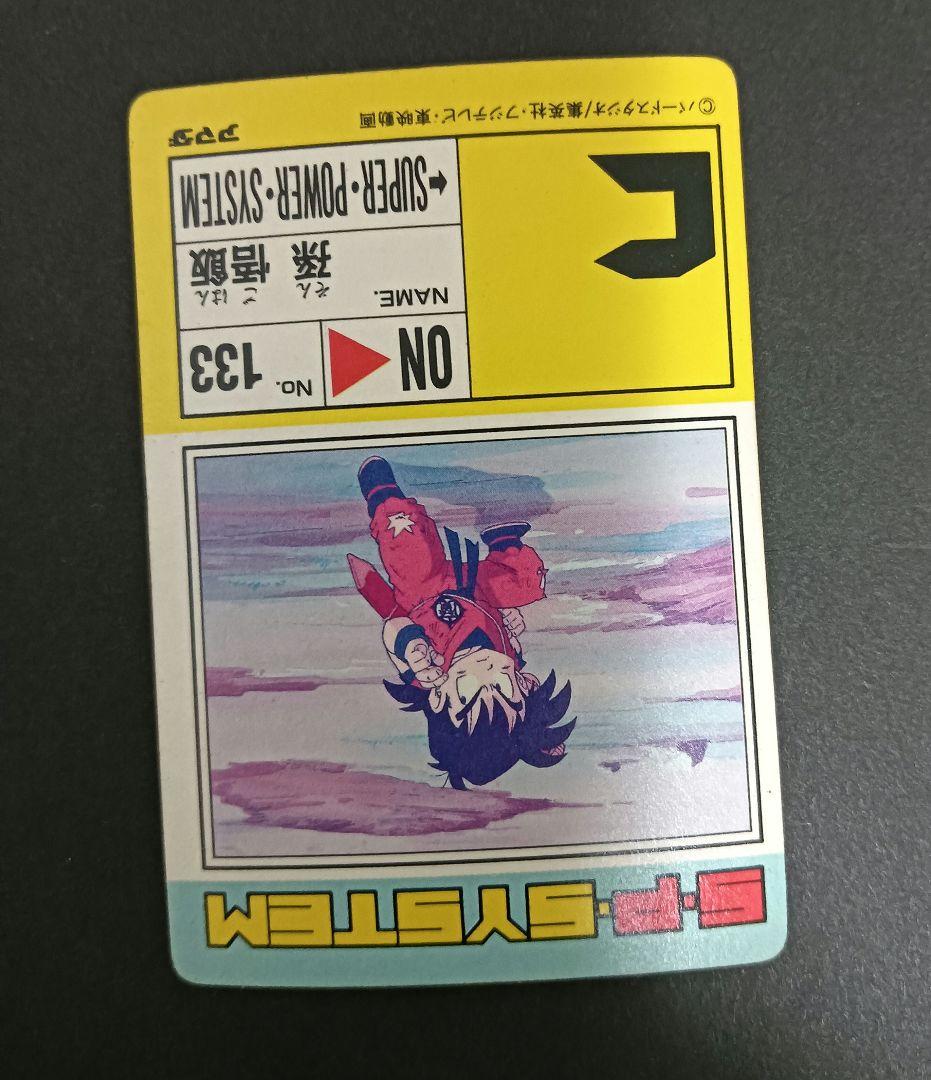 S·P·SYSTEM
C
ON
No. 133
NAME.
そん ご はん
孫悟飯
SUPER・POWER・SYSTEM
©バードスタジオ/集英社・フジテレビ・東映動画
アマダ